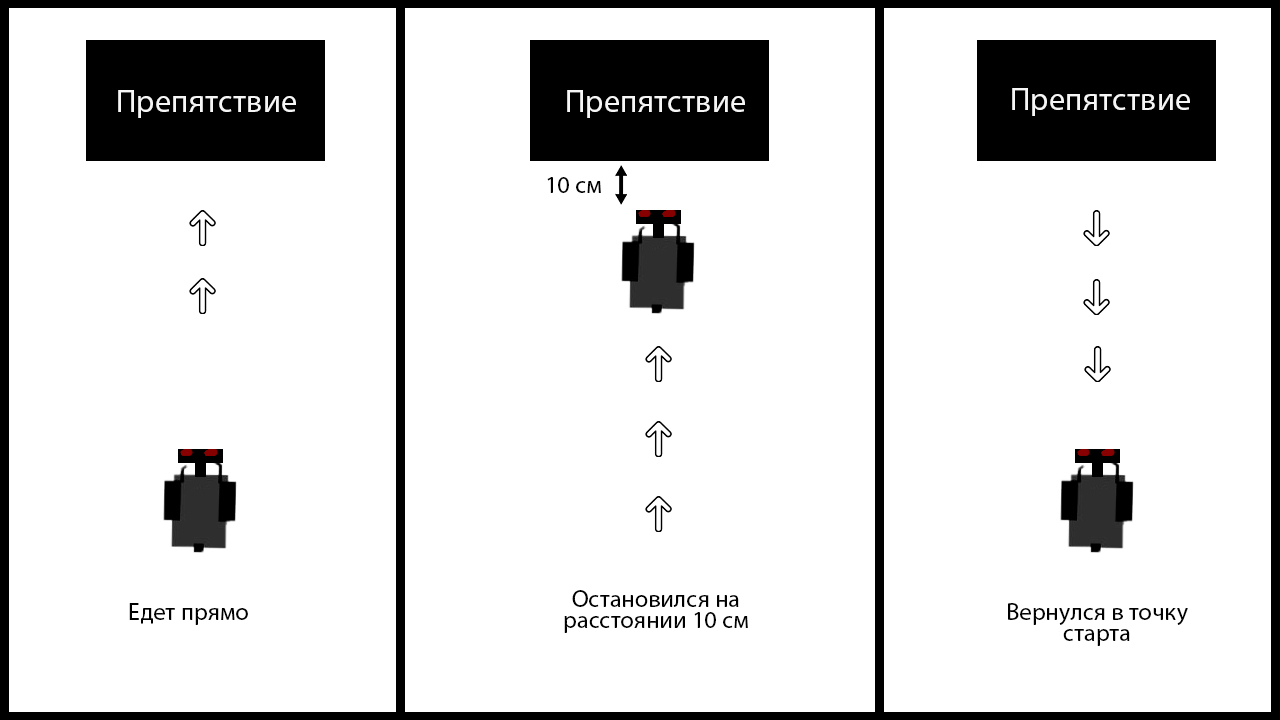 Препятствие
Едет прямо
Препятствие
10 см
Остановился на
расстоянии 10 см
Препятствие
Вернулся в точку
старта